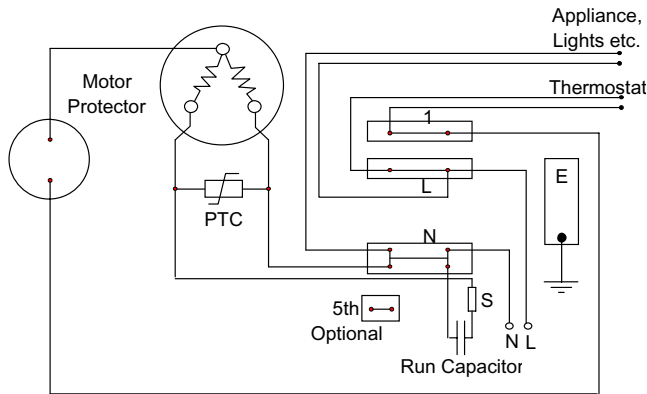 Appliance,
Lights etc.
Motor
Protector
Thermostat
1
L
E
PTC
N
S
5th
Optional
N L
Run Capacitor